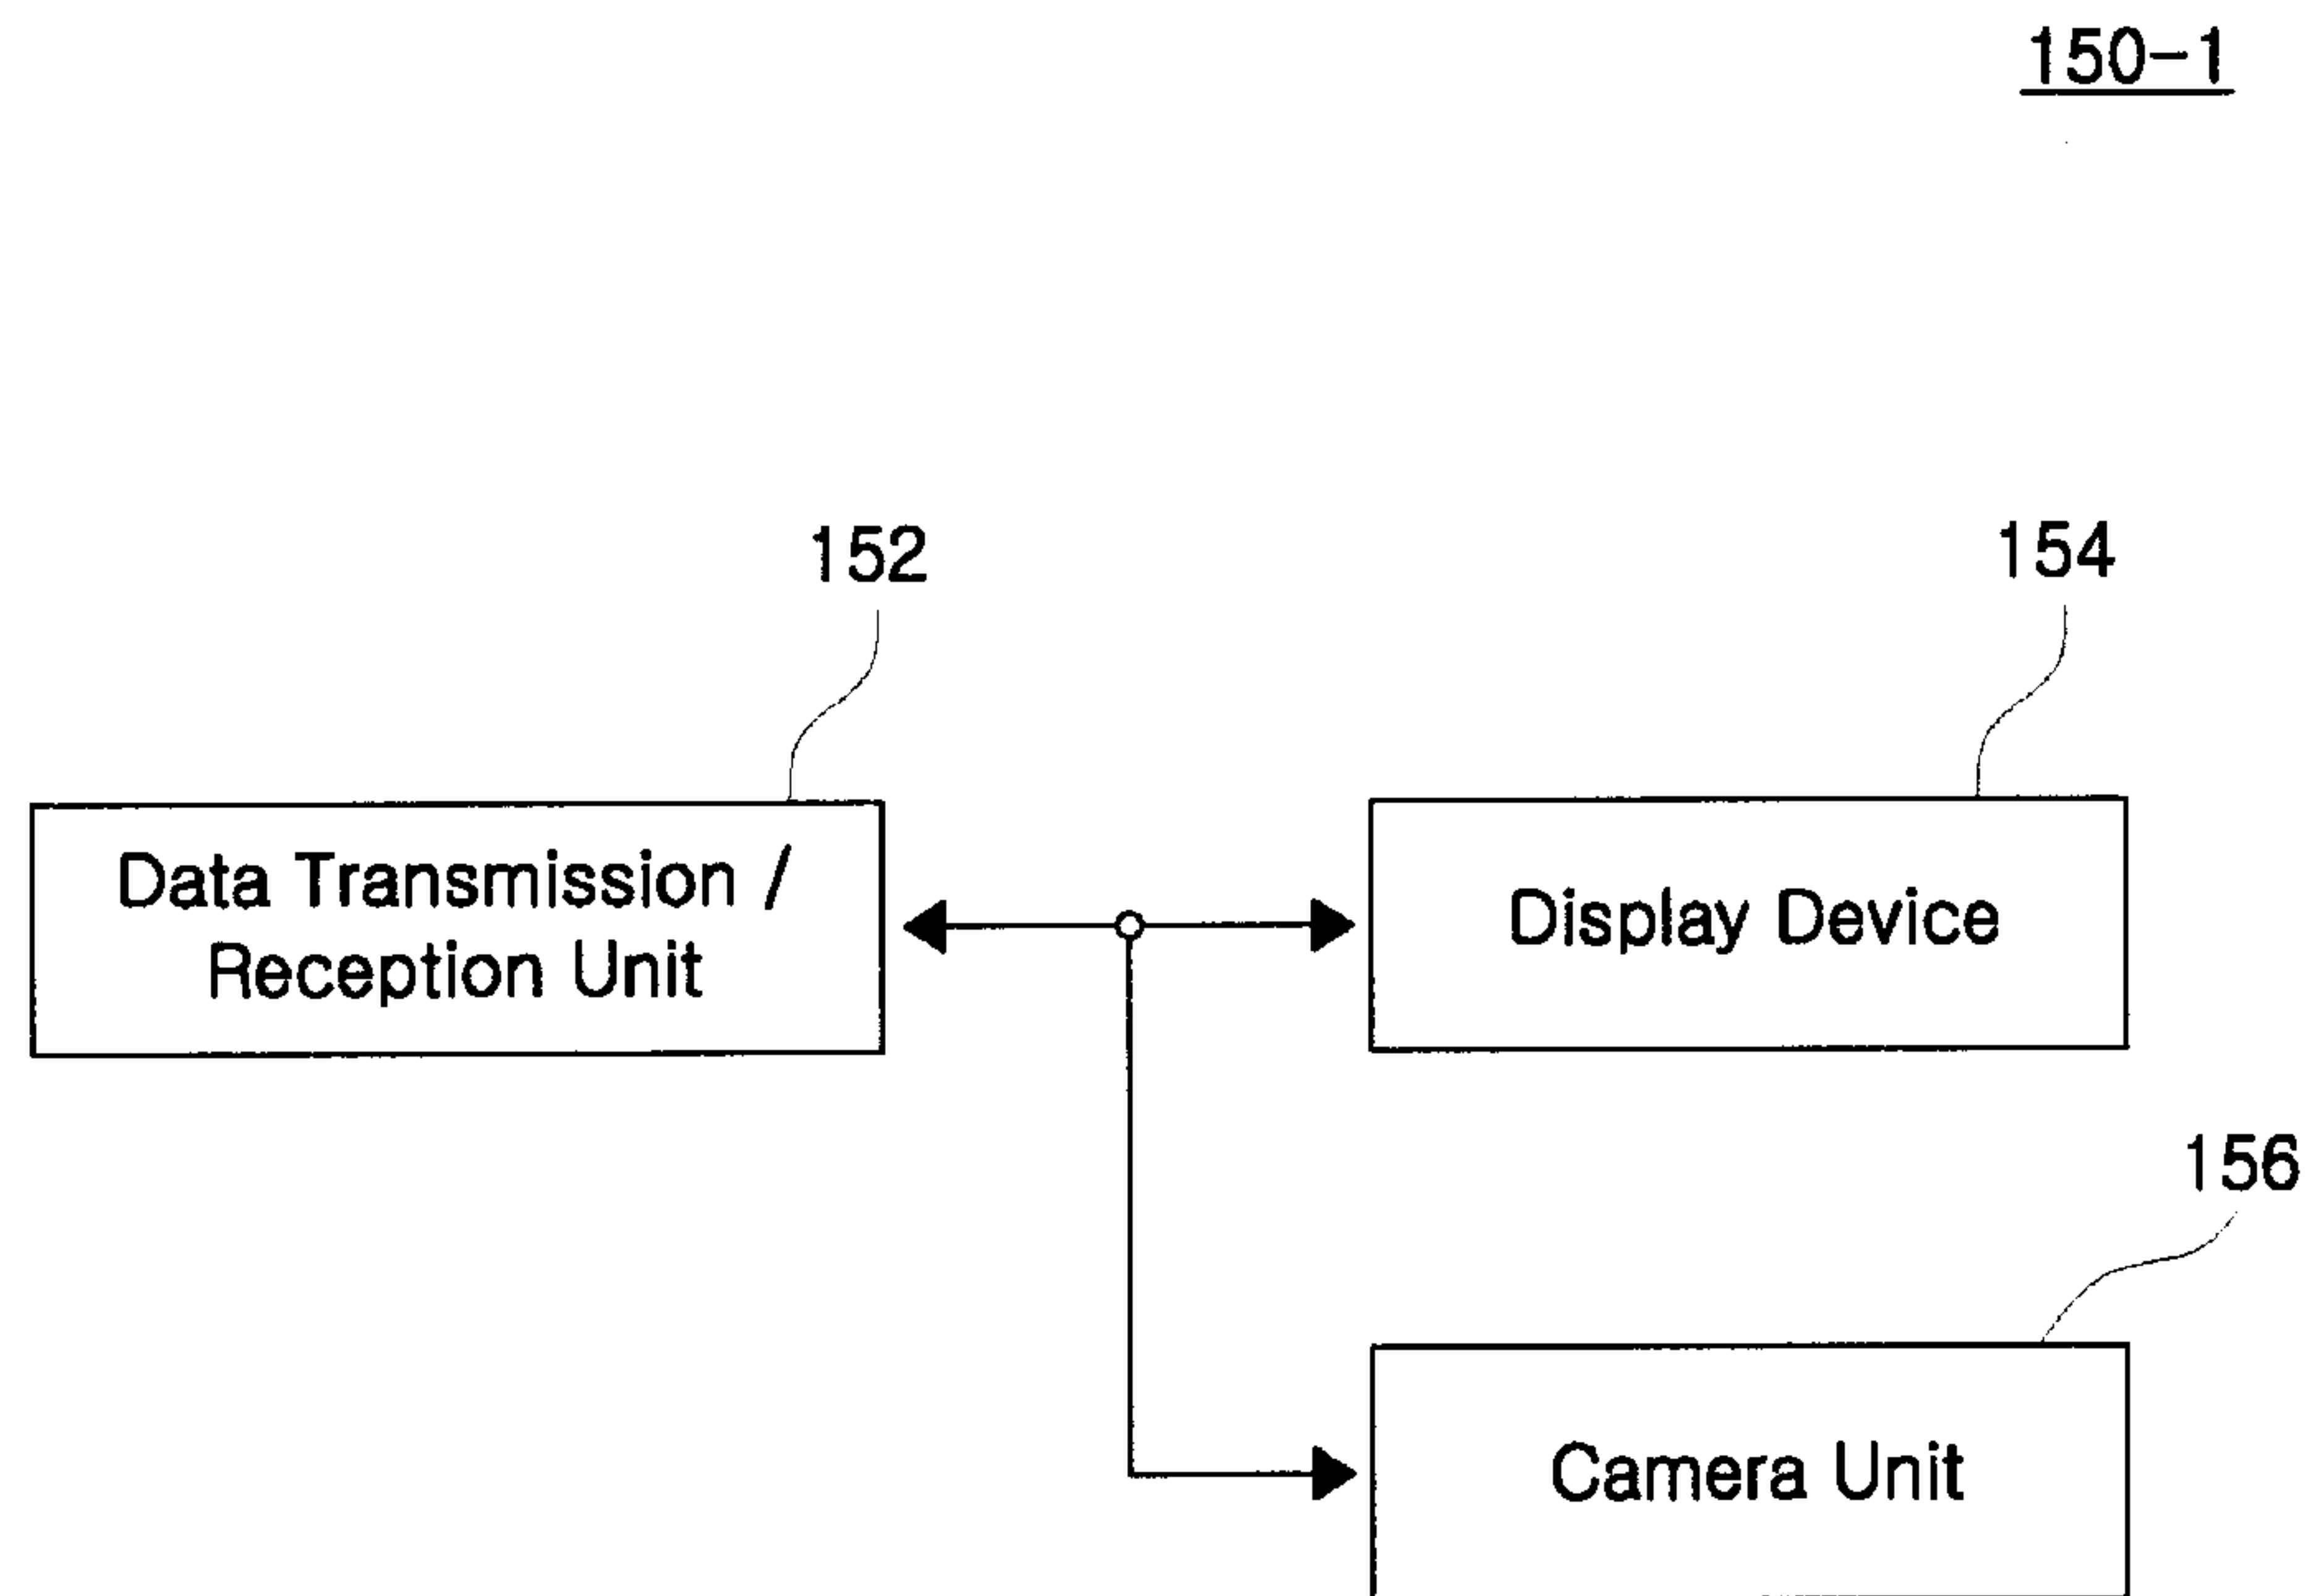 150-1
152
154
Data Transmission /
Reception Unit
Display Device
156
Camera Unit